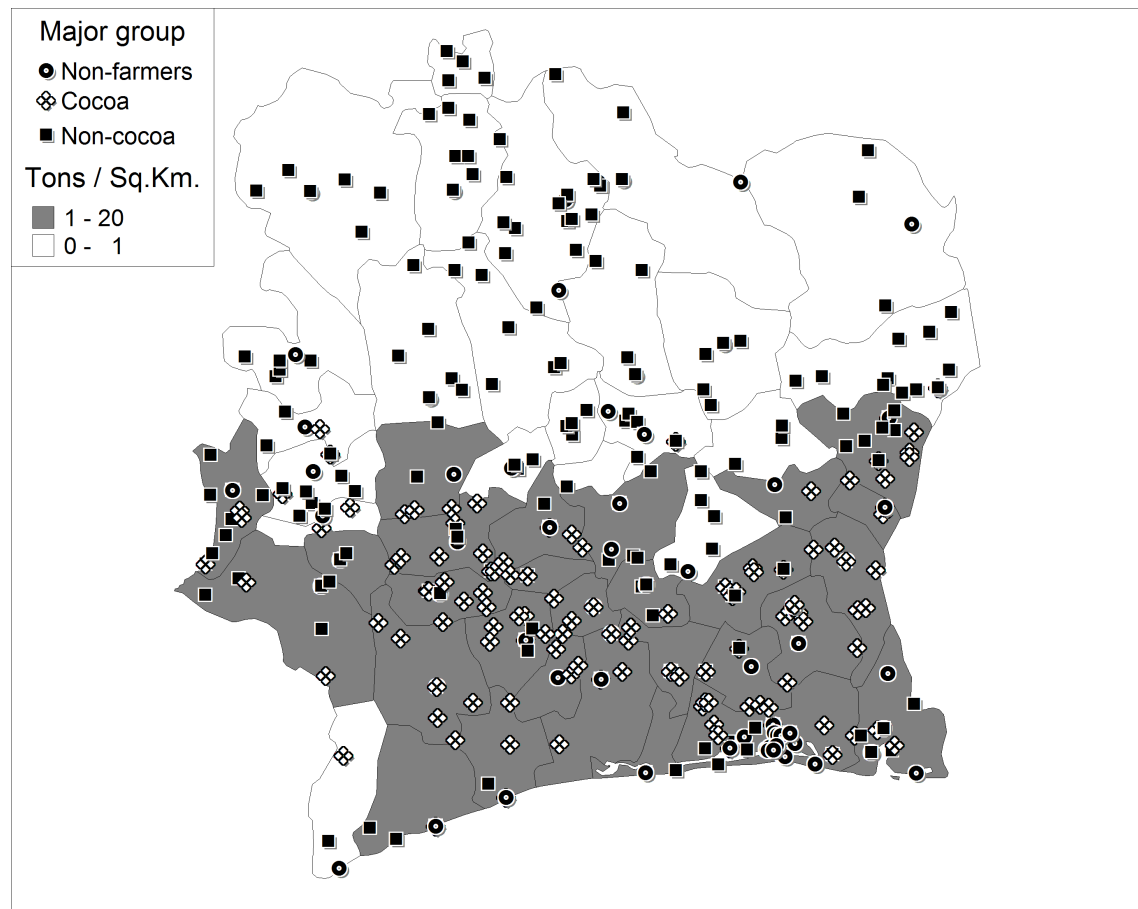 Major group
Non-farmers
Cocoa
Non-cocoa
Tons / Sq.Km.
1 - 20
0 - 1